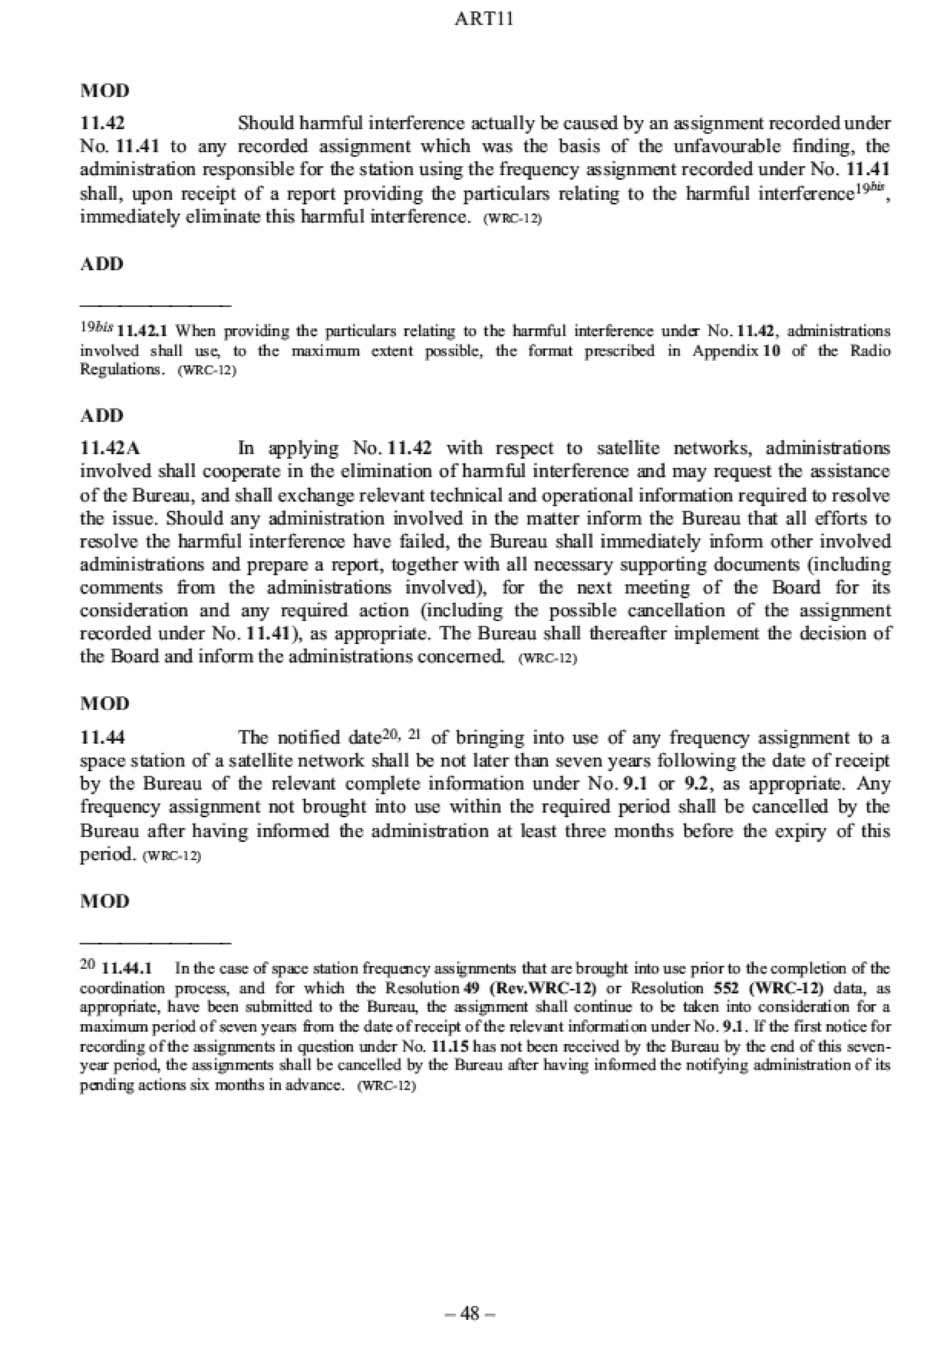 ART11
MOD
11.42 Should harmful interference actually be caused by an assignment recorded under
No. 11.41 to any recorded assignment which was the basis of the unfavourable finding, the
administration responsible for the station using the frequency assignment recorded under No. 11.41
shall, upon receipt of a report providing the particulars relating to the harmful interference19bis,
immediately eliminate this harmful interference. (WRC-12)
ADD
19bis 11.42.1 When providing the particulars relating to the harmful interference under No. 11.42, administrations
involved shall use, to the maximum extent possible, the format prescribed in Appendix 10 of the Radio
Regulations. (WRC-12)
ADD
11.42A In applying No. 11.42 with respect to satellite networks, administrations
involved shall cooperate in the elimination of harmful interference and may request the assistance
of the Bureau, and shall exchange relevant technical and operational information required to resolve
the issue. Should any administration involved in the matter inform the Bureau that all efforts to
resolve the harmful interference have failed, the Bureau shall immediately inform other involved
administrations and prepare a report, together with all necessary supporting documents (including
comments from the administrations involved), for the next meeting of the Board for its
consideration and any required action (including the possible cancellation of the assignment
recorded under No. 11.41), as appropriate. The Bureau shall thereafter implement the decision of
the Board and inform the administrations concerned. (WRC-12)
MOD
11.44 The notified date20, 21 of bringing into use of any frequency assignment to a
space station of a satellite network shall be not later than seven years following the date of receipt
by the Bureau of the relevant complete information under No. 9.1 or 9.2, as appropriate. Any
frequency assignment not brought into use within the required period shall be cancelled by the
Bureau after having informed the administration at least three months before the expiry of this
period. (WRC-12)
MOD
20 11.44.1 In the case of space station frequency assignments that are brought into use prior to the completion of the
coordination process, and for which the Resolution 49 (Rev.WRC-12) or Resolution 552 (WRC-12) data, as
appropriate, have been submitted to the Bureau, the assignment shall continue to be taken into consideration for a
maximum period of seven years from the date of receipt of the relevant information under No. 9.1. If the first notice for
recording of the assignments in question under No. 11.15 has not been received by the Bureau by the end of this seven-
year period, the assignments shall be cancelled by the Bureau after having informed the notifying administration of its
pending actions six months in advance. (WRC-12)
– 48 –